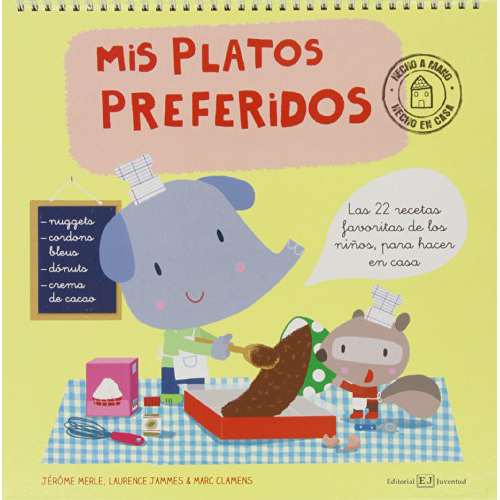 MiS PLATOS
PREFERiDOS
HECHO A MANO
HECHO EN CASA
- nuggets
- cordons
bleus
- dónuts
- crema
de cacao
Las 22 recetas
favoritas de los
niños, para hacer
en casa
JÉRÔME MERLE, LAURENCE JAMMES & MARC CLAMENS
Editorial EJ Juventud